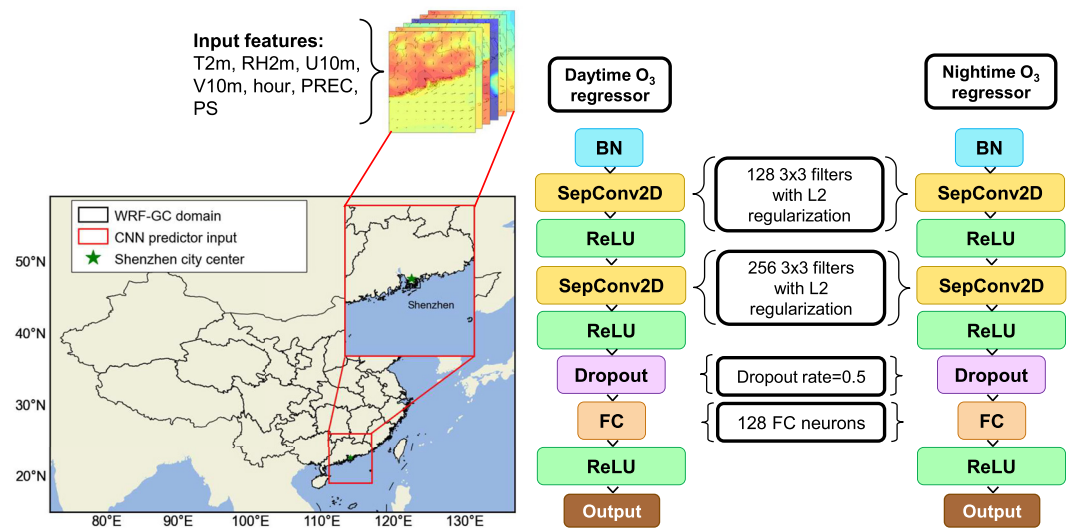 Input features:
T2m, RH2m, U10m,
V10m, hour, PREC,
PS
WRF-GC domain
CNN predictor input
Shenzhen city center
Shenzhen
50°N
40°N
30°N
20°N
80°E
90°E
100°E
110°E
120°E
130°E
Daytime O3
regressor
BN
SepConv2D
ReLU
SepConv2D
ReLU
Dropout
FC
ReLU
Output
128 3x3 filters
with L2
regularization
256 3x3 filters
with L2
regularization
Dropout rate=0.5
128 FC neurons
Nightime O3
regressor
BN
SepConv2D
ReLU
SepConv2D
ReLU
Dropout
FC
ReLU
Output